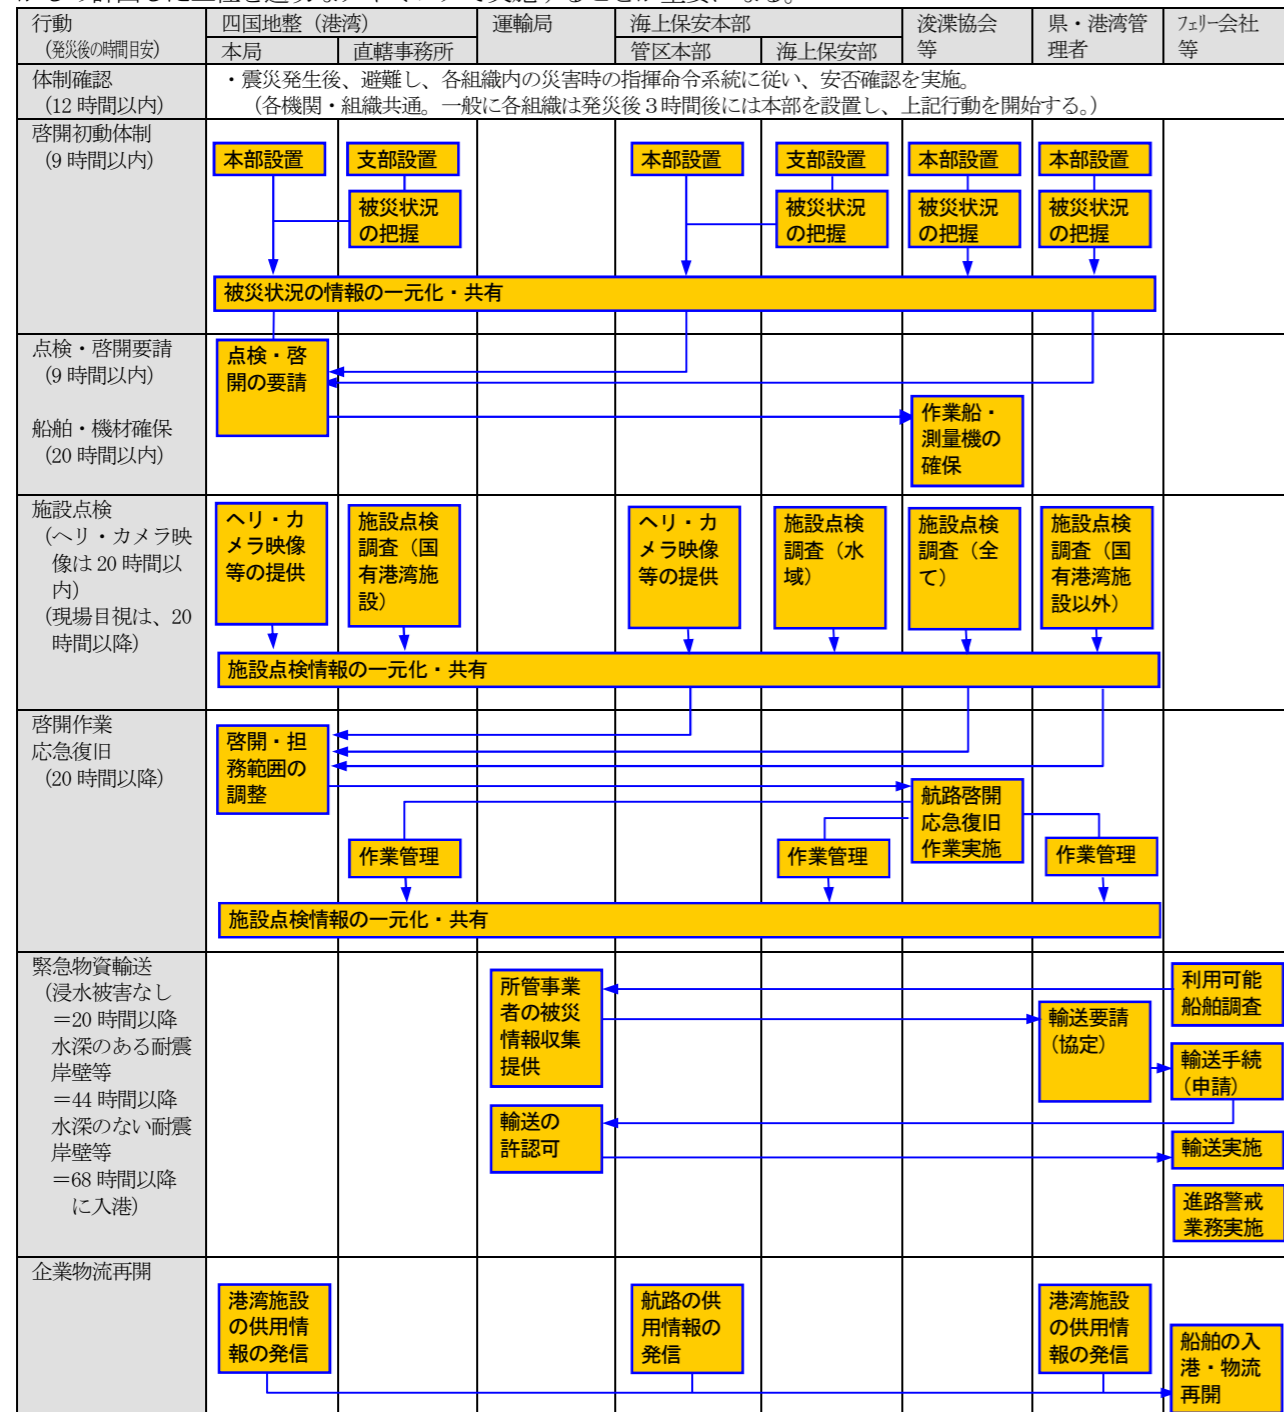 行動
(発災後の時間目安)
四国地整（港湾）
運輸局
海上保安本部
浚渫協会
等
県・港湾管
理者
フェリー会社
等
本局
直轄事務所
管区本部
海上保安部
体制確認
（12 時間以内）
・震災発生後、避難し、各組織内の災害時の指揮命令系統に従い、安否確認を実施。
（各機関・組織共通。一般に各組織は発災後３時間後には本部を設置し、上記行動を開始する。）
啓開初動体制
（9 時間以内）
本部設置
支部設置
本部設置
支部設置
本部設置
本部設置
被災状況
の把握
被災状況
の把握
被災状況
の把握
被災状況
の把握
被災状況の情報の一元化・共有
点検・啓開要請
（9 時間以内）
船舶・機材確保
（20 時間以内）
点検・啓
開の要請
作業船・
測量機の
確保
施設点検
（ヘリ・カメラ映
像は 20 時間以
内）
（現場目視は、20
時間以降）
ヘリ・カ
メラ映像
等の提供
施設点検
調査（国
有港湾施
設）
ヘリ・カ
メラ映像
等の提供
施設点検
調査（水
域）
施設点検
調査（全
て）
施設点検
調査（国
有港湾施
設以外）
施設点検情報の一元化・共有
啓開作業
応急復旧
（20 時間以降）
啓開・担
務範囲の
調整
航路啓開
応急復旧
作業実施
作業管理
作業管理
作業管理
施設点検情報の一元化・共有
緊急物資輸送
（浸水被害なし
＝20 時間以降
水深のある耐震
岸壁等
＝44 時間以降
水深のない耐震
岸壁等
＝68 時間以降
に入港）
所管事業
者の被災
情報収集
提供
利用可能
船舶調査
輸送要請
（協定）
輸送手続
（申請）
輸送の
許認可
輸送実施
進路警戒
業務実施
企業物流再開
港湾施設
の供用情
報の発信
航路の供
用情報の
発信
港湾施設
の供用情
報の発信
船舶の入
港・物流
再開